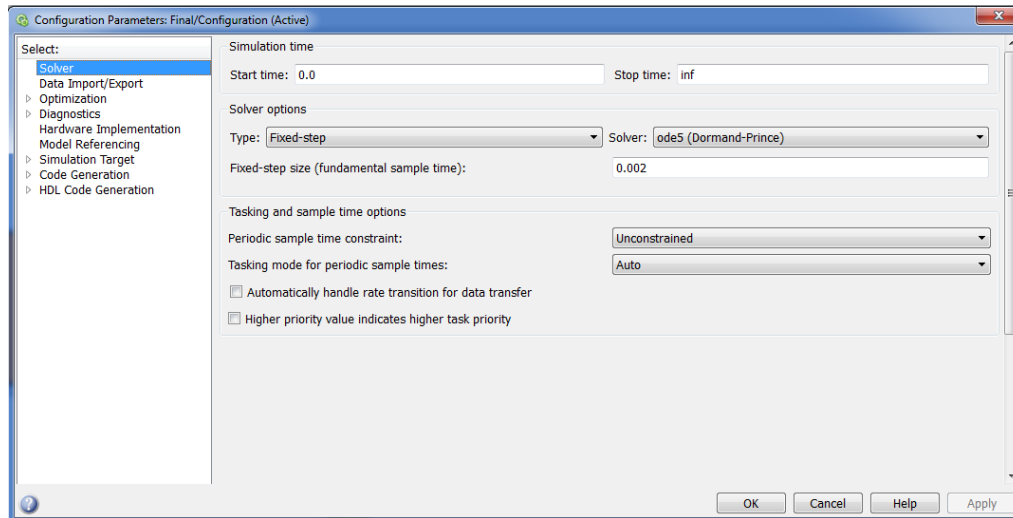 Configuration Parameters: Final/Configuration (Active)
Select:
Solver
Data Import/Export
Optimization
Diagnostics
Hardware Implementation
Model Referencing
Simulation Target
Code Generation
HDL Code Generation
Simulation time
Start time: 0.0 Stop time: inf
Solver options
Type: Fixed-step Solver: ode5 (Dormand-Prince)
Fixed-step size (fundamental sample time): 0.002
Tasking and sample time options
Periodic sample time constraint: Unconstrained
Tasking mode for periodic sample times: Auto
Automatically handle rate transition for data transfer
Higher priority value indicates higher task priority
OK Cancel Help Apply